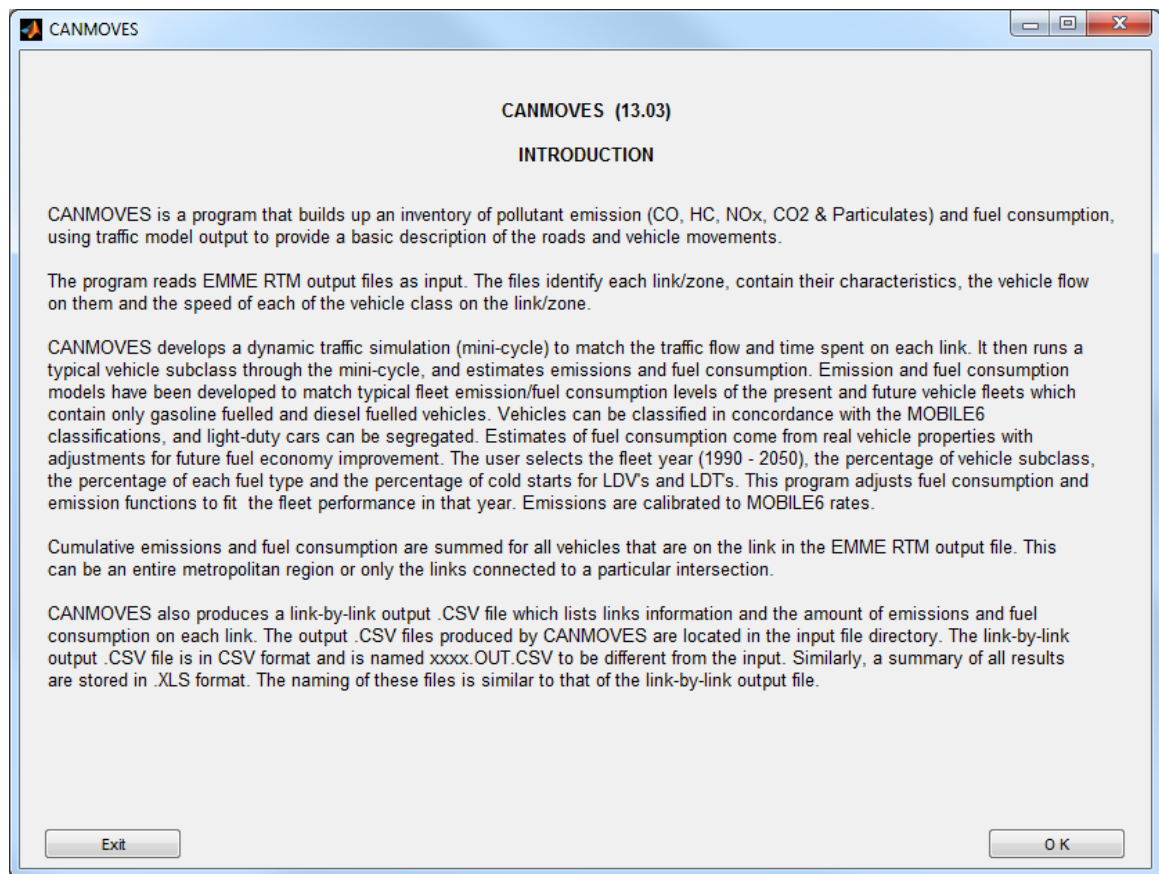 CANMOVES
CANMOVES (13.03)
INTRODUCTION
CANMOVES is a program that builds up an inventory of pollutant emission (CO, HC, NOx, CO2 & Particulates) and fuel consumption,
using traffic model output to provide a basic description of the roads and vehicle movements.
The program reads EMME RTM output files as input. The files identify each link/zone, contain their characteristics, the vehicle flow
on them and the speed of each of the vehicle class on the link/zone.
CANMOVES develops a dynamic traffic simulation (mini-cycle) to match the traffic flow and time spent on each link. It then runs a
typical vehicle subclass through the mini-cycle, and estimates emissions and fuel consumption. Emission and fuel consumption
models have been developed to match typical fleet emission/fuel consumption levels of the present and future vehicle fleets which
contain only gasoline fuelled and diesel fuelled vehicles. Vehicles can be classified in concordance with the MOBILE6
classifications, and light-duty cars can be segregated. Estimates of fuel consumption come from real vehicle properties with
adjustments for future fuel economy improvement. The user selects the fleet year (1990 - 2050), the percentage of vehicle subclass,
the percentage of each fuel type and the percentage of cold starts for LDV's and LDT's. This program adjusts fuel consumption and
emission functions to fit the fleet performance in that year. Emissions are calibrated to MOBILE6 rates.
Cumulative emissions and fuel consumption are summed for all vehicles that are on the link in the EMME RTM output file. This
can be an entire metropolitan region or only the links connected to a particular intersection.
CANMOVES also produces a link-by-link output .CSV file which lists links information and the amount of emissions and fuel
consumption on each link. The output .CSV files produced by CANMOVES are located in the input file directory. The link-by-link
output .CSV file is in CSV format and is named xxxx.OUT.CSV to be different from the input. Similarly, a summary of all results
are stored in .XLS format. The naming of these files is similar to that of the link-by-link output file.
Exit
O K